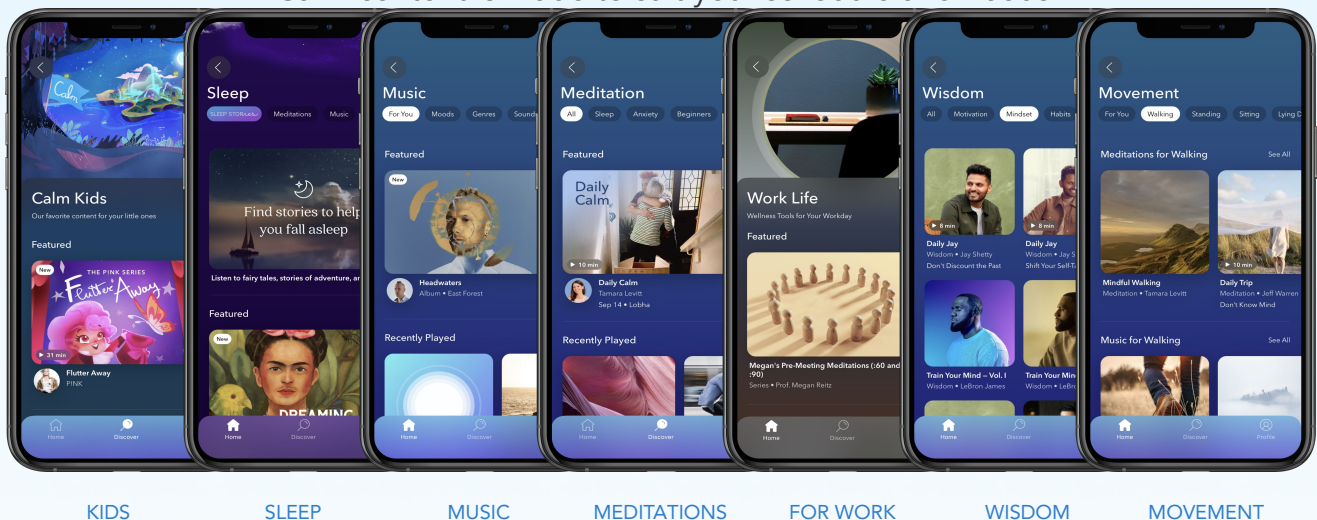 Calm
Calm Kids
Our favorite content for your little ones
Featured
New
THE PINK SERIES
Flutter Away
31 min
Flutter Away
PINK
Home
Discover
KIDS
Sleep
Meditations
Music
Find stories to help
you fall asleep
Listen to fairy tales, stories of adventure,
Featured
New
DREAMING
Home
Discover
SLEEP
Music
For You
Moods
Genres
Featured
New
Headwaters
Album • East Forest
Recently Played
Home
Discover
MUSIC
Meditation
All
Sleep
Anxiety
Beginners
Featured
Daily
Calm
10 min
Daily Calm
Tamara Levitt
Sep 14 • Lobha
Recently Played
Home
Discover
MEDITATIONS
Work Life
Wellness Tools for Your Workday
Featured
Megan's Pre-Meeting Meditations (:60 and
:90)
Series • Prof. Megan Reitz
Home
Discover
FOR WORK
Wisdom
All
Motivation
Mindset
Habits
8 min
8 min
Daily Jay
Daily Jay
Wisdom • Jay Shetty
Wisdom • Jay S
Don't Discount the Past
Shift Your Self-T
Train Your Mind – Vol. I
Train Your Min
Wisdom • LeBron James
Wisdom • LeBr
Home
Discover
WISDOM
Movement
For You
Walking
Standing
Sitting
Lying D
Meditations for Walking
See All
10 min
Mindful Walking
Daily Trip
Meditation • Tamara Levitt
Meditation • Jeff Warren
Don't Know Mind
Music for Walking
See All
Home
Discover
Profile
MOVEMENT